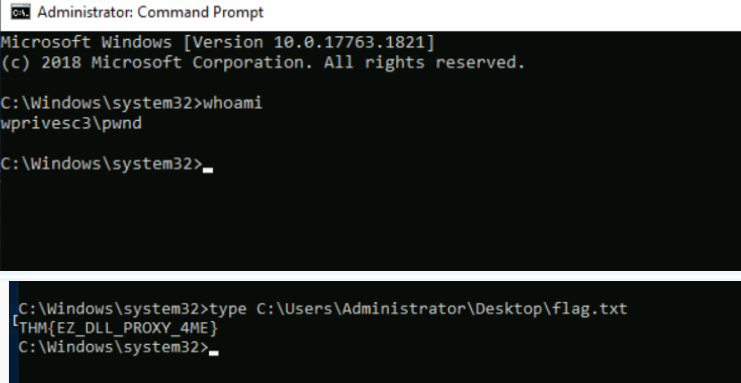 Administrator: Command Prompt
Microsoft Windows [Version 10.0.17763.1821]
(c) 2018 Microsoft Corporation. All rights reserved.
C:\Windows\system32>whoami
wprivesc3\pwnd
C:\Windows\system32>
C:\Windows\system32>type C:\Users\Administrator\Desktop\flag.txt
THM{EZ_DLL_PROXY_4ME}
C:\Windows\system32>